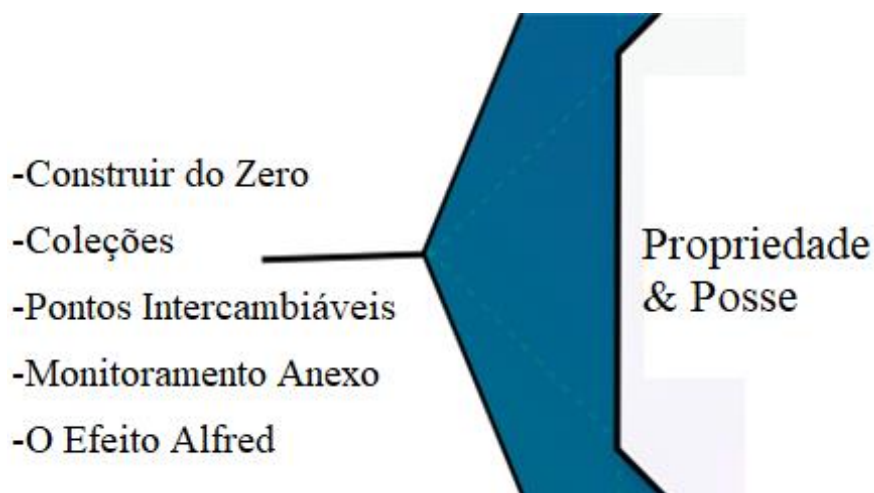 -Construir do Zero
-Coleções
-Pontos Intercambiáveis
-Monitoramento Anexo
-O Efeito Alfred
Propriedade
& Posse